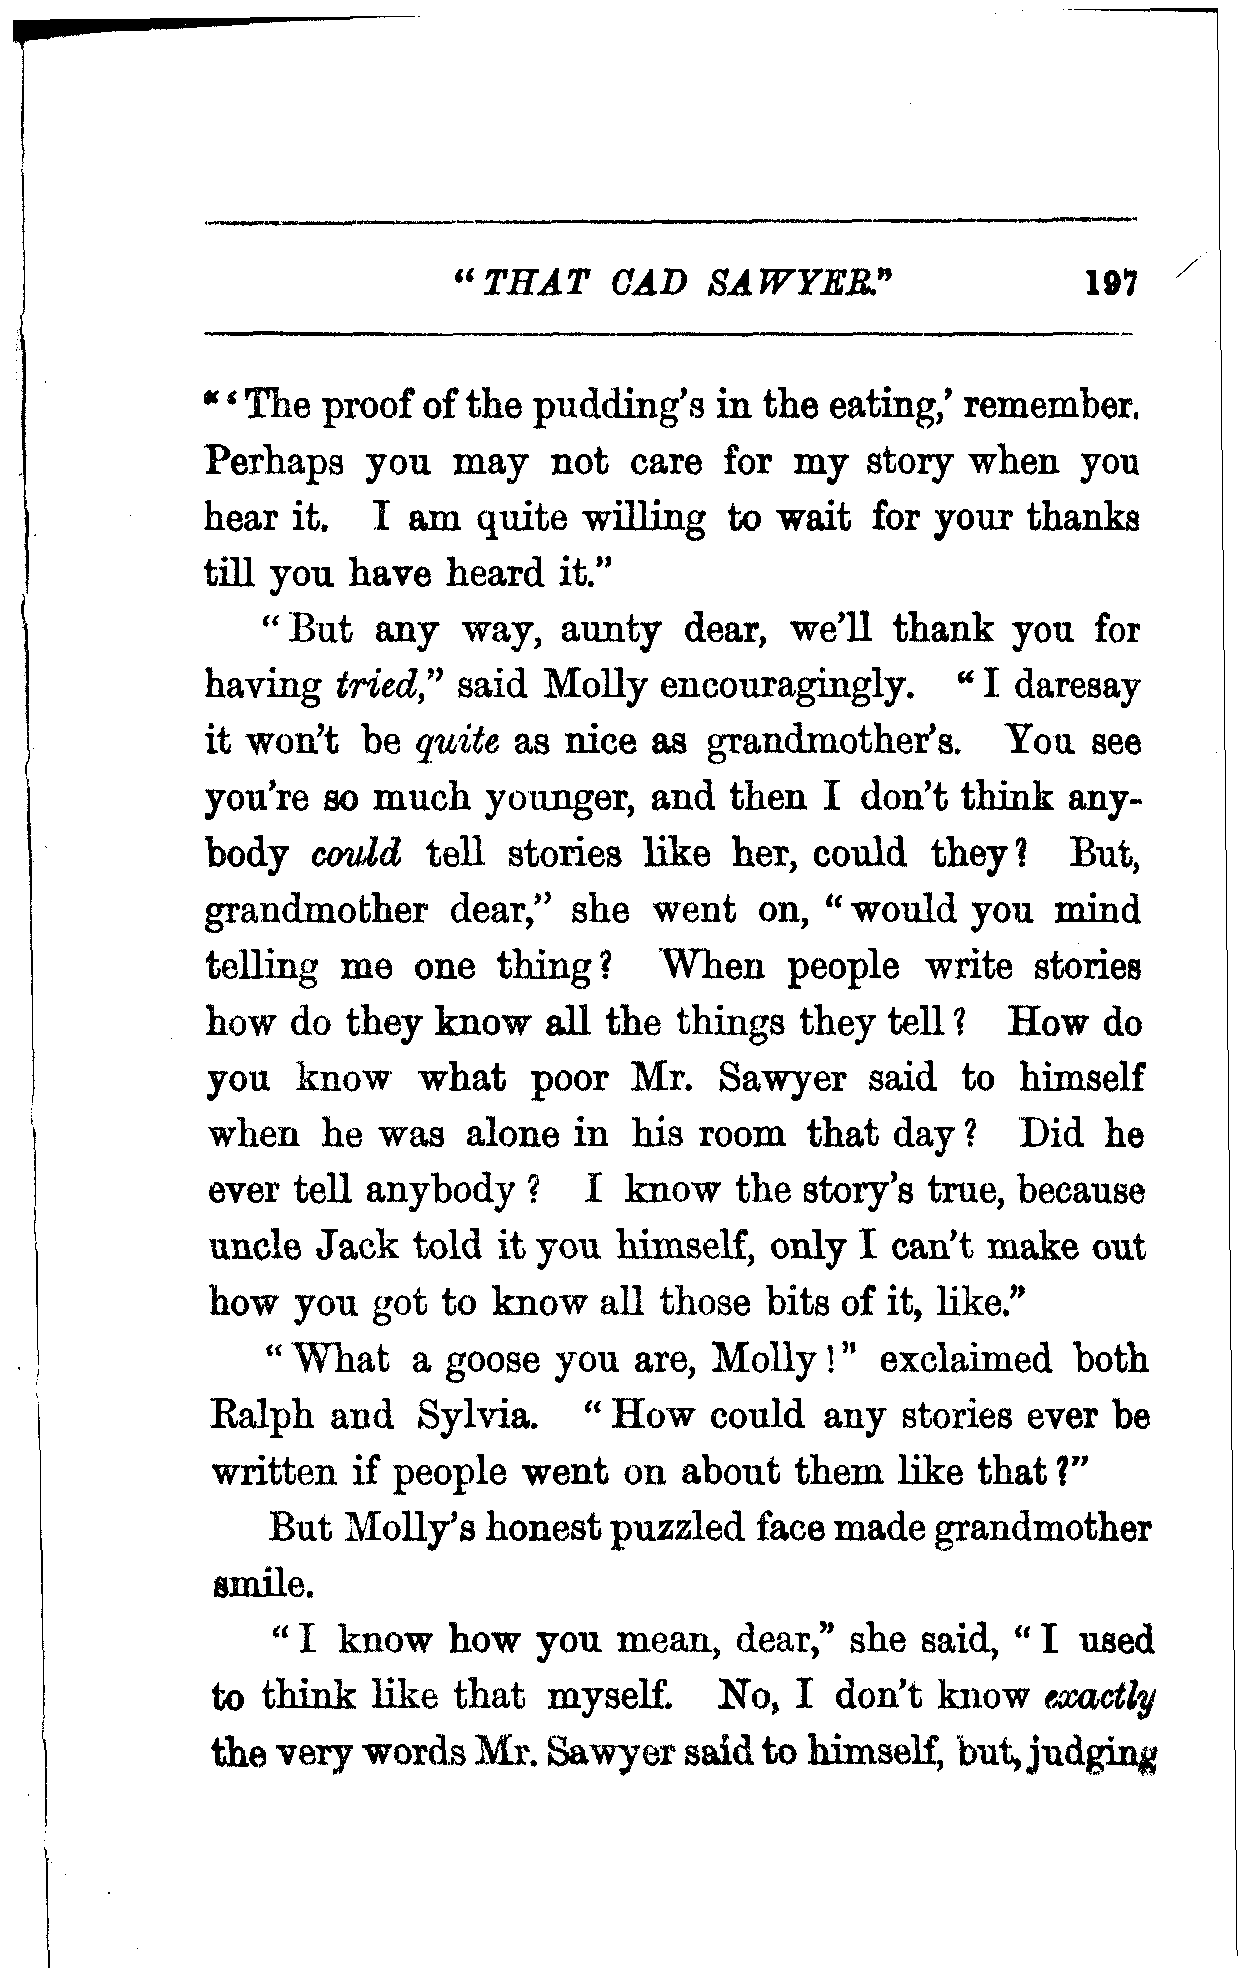 "THAT CAD SAWYER." 197
"'The proof of the pudding's in the eating,' remember.
Perhaps you may not care for my story when you
hear it. I am quite willing to wait for your thanks
till you have heard it."
"But any way, aunty dear, we'll thank you for
having tried," said Molly encouragingly. "I daresay
it won't be quite as nice as grandmother's. You see
you're so much younger, and then I don't think any-
body could tell stories like her, could they? But,
grandmother dear," she went on, "would you mind
telling me one thing? When people write stories
how do they know all the things they tell? How do
you know what poor Mr. Sawyer said to himself
when he was alone in his room that day? Did he
ever tell anybody? I know the story's true, because
uncle Jack told it you himself, only I can't make out
how you got to know all those bits of it, like."
"What a goose you are, Molly!" exclaimed both
Ralph and Sylvia. "How could any stories ever be
written if people went on about them like that?"
But Molly's honest puzzled face made grandmother
smile.
"I know how you mean, dear," she said, "I used
to think like that myself. No, I don't know exactly
the very words Mr. Sawyer said to himself, but, judging